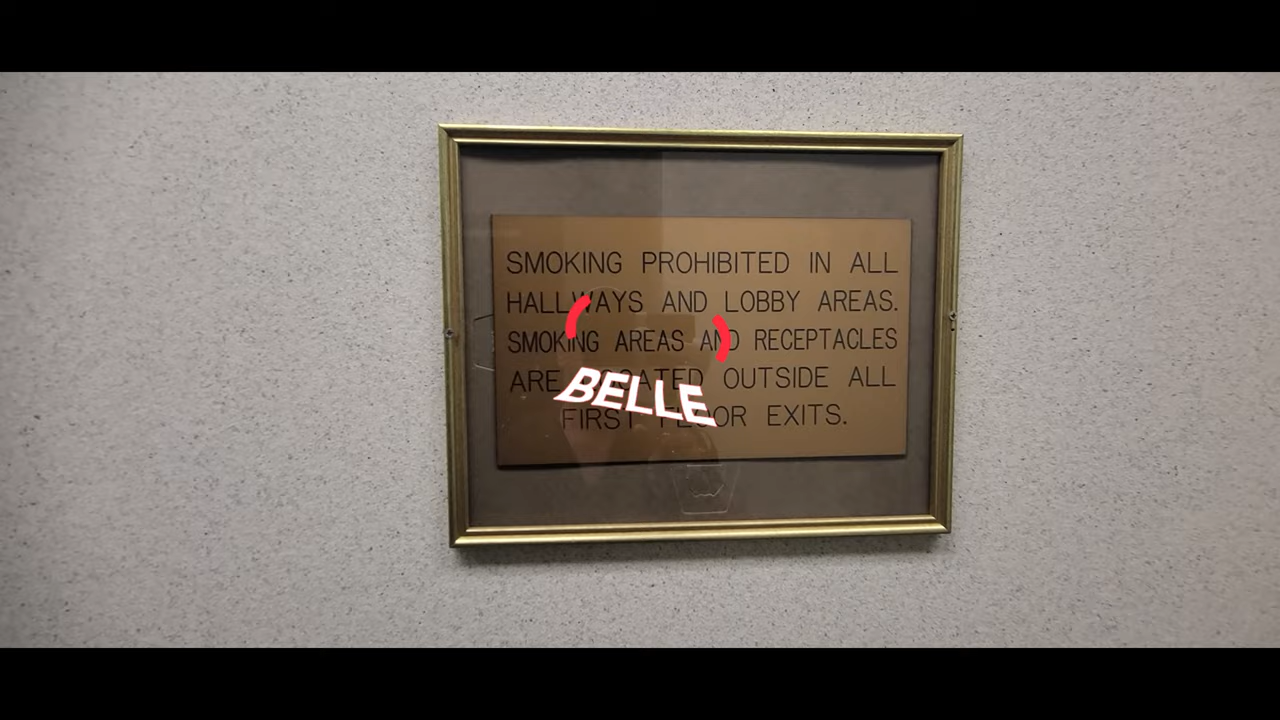 SMOKING PROHIBITED IN ALL
HALLWAYS AND LOBBY AREAS.
SMOKING AREAS AND RECEPTACLES
ARE LOCATED OUTSIDE ALL
FIRST FLOOR EXITS.
BELLE